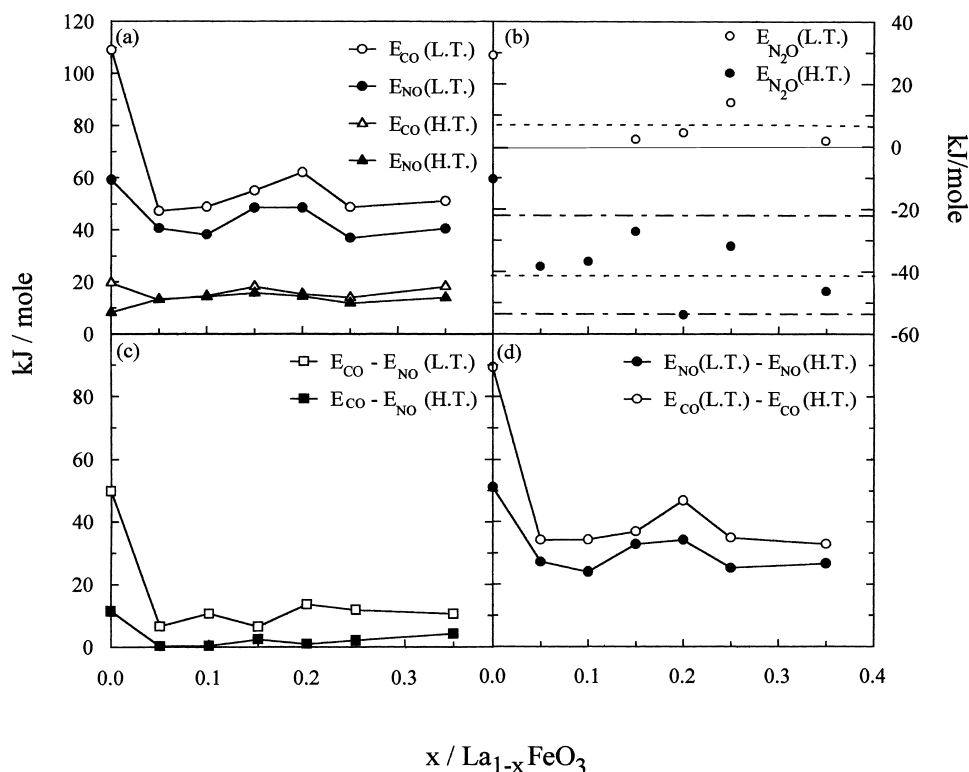 (a)
E_CO (L.T.)
E_NO (L.T.)
E_CO (H.T.)
E_NO (H.T.)
120
100
80
60
40
20
0
kJ / mole
(b)
E_N₂O (L.T.)
E_N₂O (H.T.)
40
20
0
-20
-40
-60
kJ/mole
(c)
E_CO - E_NO (L.T.)
E_CO - E_NO (H.T.)
80
60
40
20
0
0.0 0.1 0.2 0.3
(d)
E_NO (L.T.) - E_NO (H.T.)
E_CO (L.T.) - E_CO (H.T.)
0.0 0.1 0.2 0.3 0.4
x / La₁₋ₓFeO₃